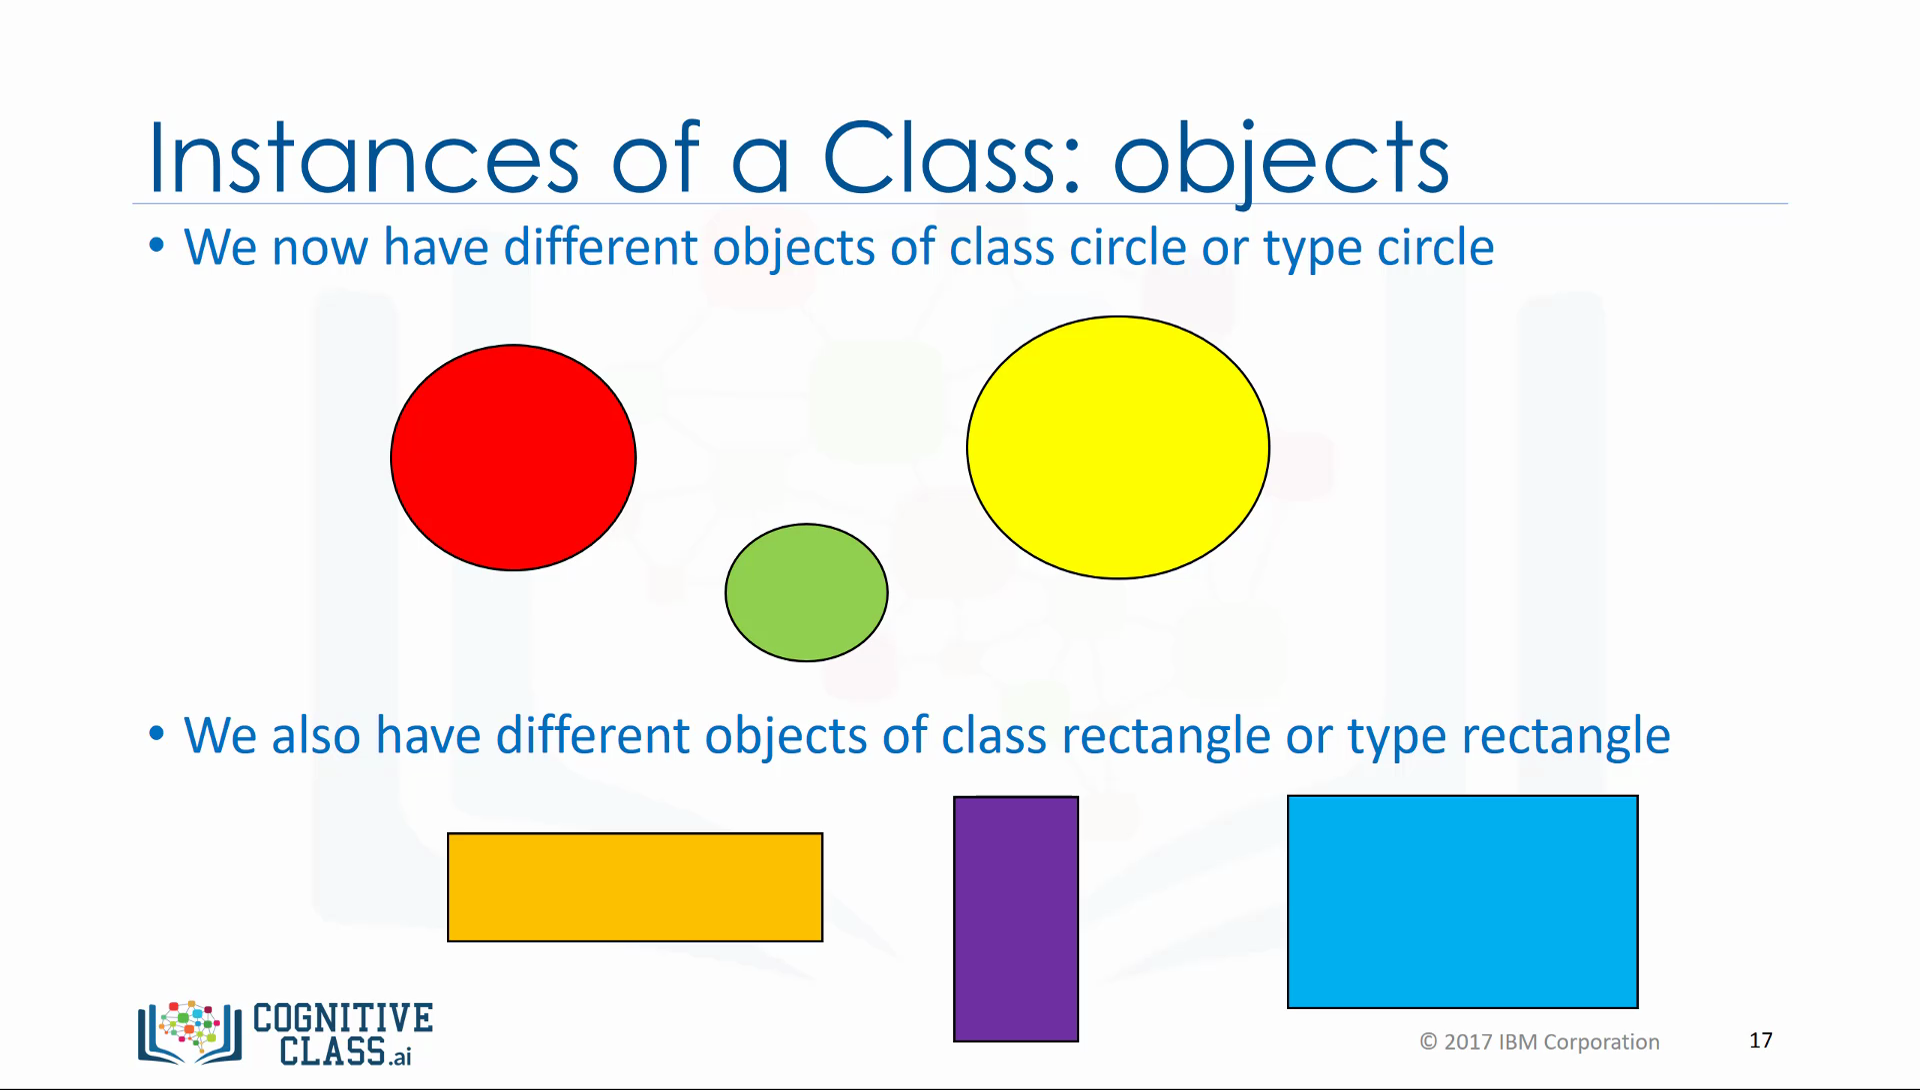 Instances of a Class: objects
• We now have different objects of class circle or type circle
• We also have different objects of class rectangle or type rectangle
COGNITIVE
CLASS.ai
© 2017 IBM Corporation
17